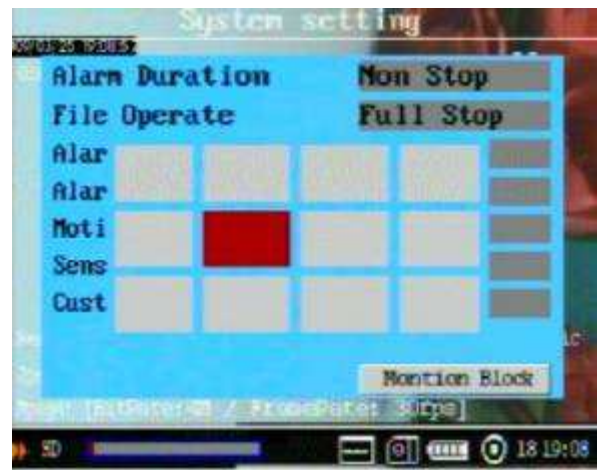 System setting
Alarm Duration Non Stop
File Operate Full Stop
Alar
Alar
Moti
Sens
Cust
Montion Block
SD 18 19:08